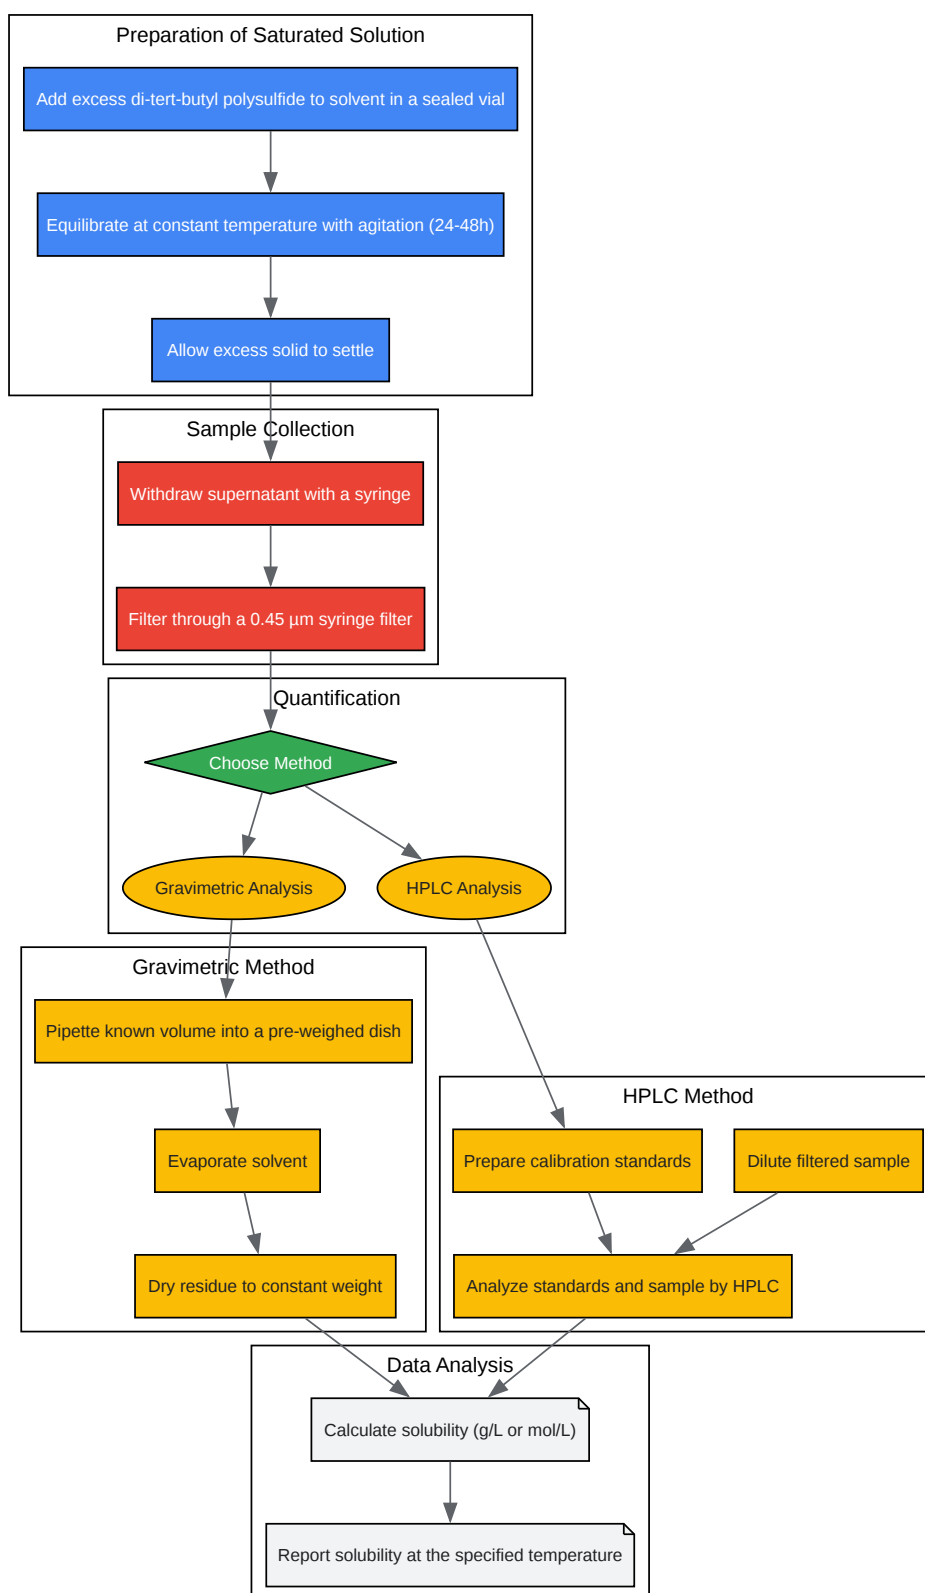 Preparation of Saturated Solution
Add excess di-tert-butyl polysulfide to solvent in a sealed vial
Equilibrate at constant temperature with agitation (24-48h)
Allow excess solid to settle
Sample Collection
Withdraw supernatant with a syringe
Filter through a 0.45 µm syringe filter
Quantification
Choose Method
Gravimetric Analysis
HPLC Analysis
Gravimetric Method
Pipette known volume into a pre-weighed dish
Evaporate solvent
Dry residue to constant weight
HPLC Method
Prepare calibration standards
Dilute filtered sample
Analyze standards and sample by HPLC
Data Analysis
Calculate solubility (g/L or mol/L)
Report solubility at the specified temperature